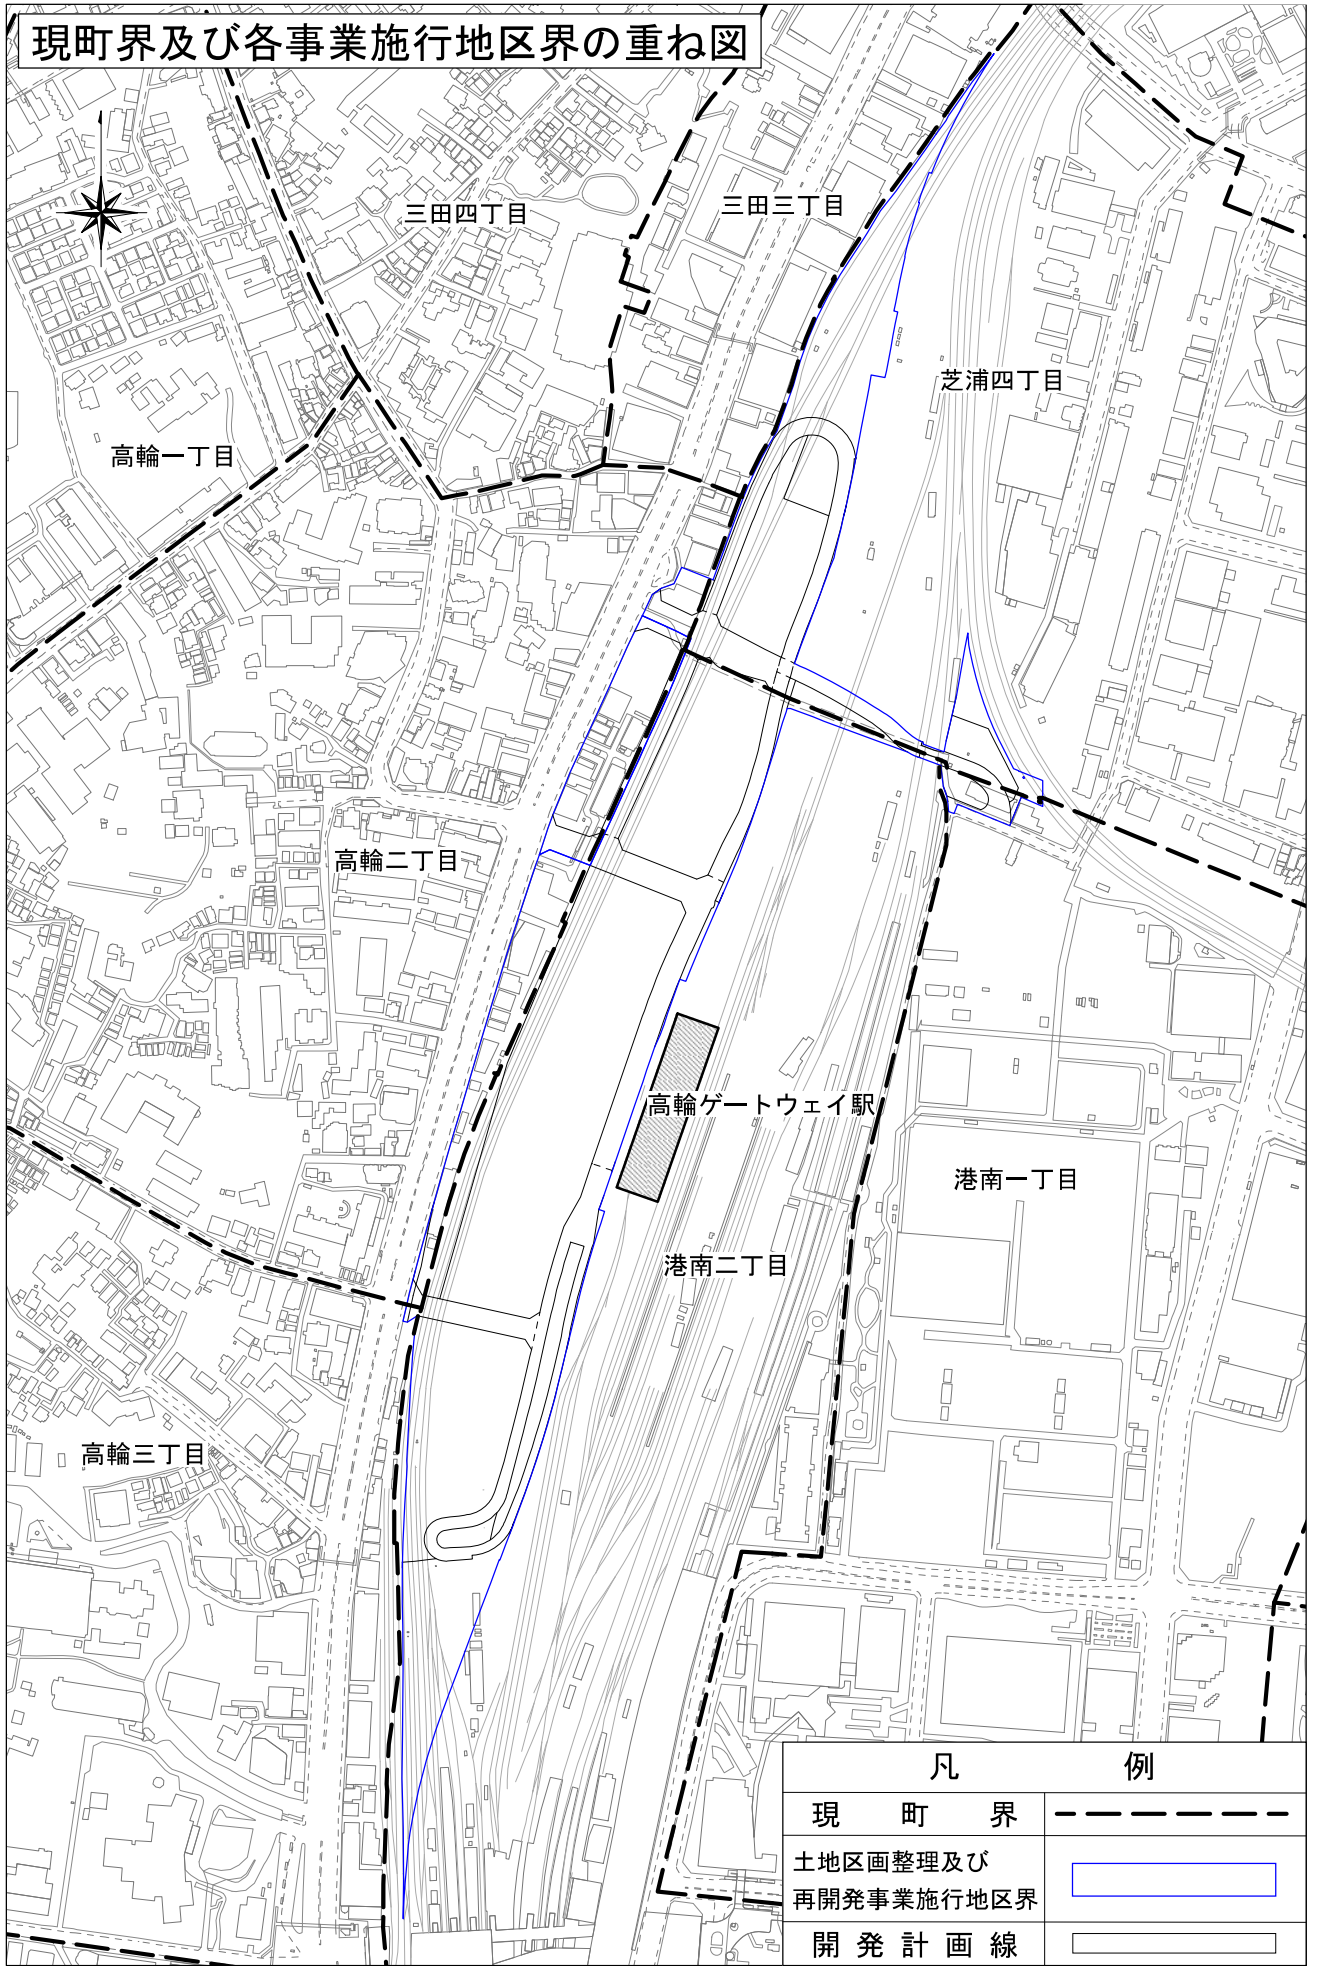 現町界及び各事業施行地区界の重ね図
三田四丁目
三田三丁目
芝浦四丁目
高輪一丁目
高輪二丁目
高輪ゲートウェイ駅
港南一丁目
港南二丁目
高輪三丁目
凡 例
現 町 界
土地区画整理及び
再開発事業施行地区界
開発計画線